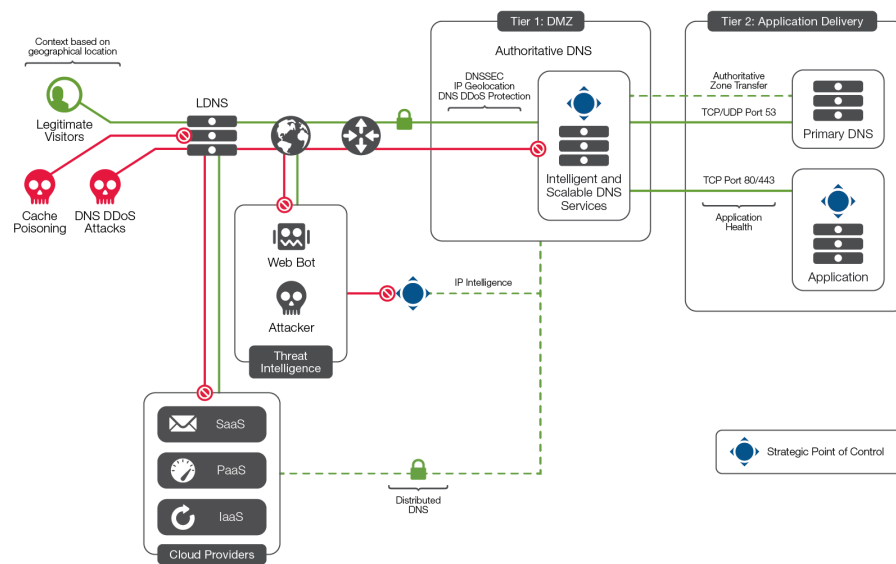 Tier 1: DMZ
Tier 2: Application Delivery
Context based on
geographical location
Authoritative DNS
LDNS
DNSSEC
IP Geolocation
DNS DDoS Protection
Authoritative
Zone Transfer
TCP/UDP Port 53
Legitimate
Visitors
Primary DNS
Intelligent and
Scalable DNS
Services
TCP Port 80/443
Cache
Poisoning
DNS DDoS
Attacks
Application
Health
Web Bot
Application
IP Intelligence
Attacker
Threat
Intelligence
SaaS
Strategic Point of Control
PaaS
Distributed
DNS
IaaS
Cloud Providers